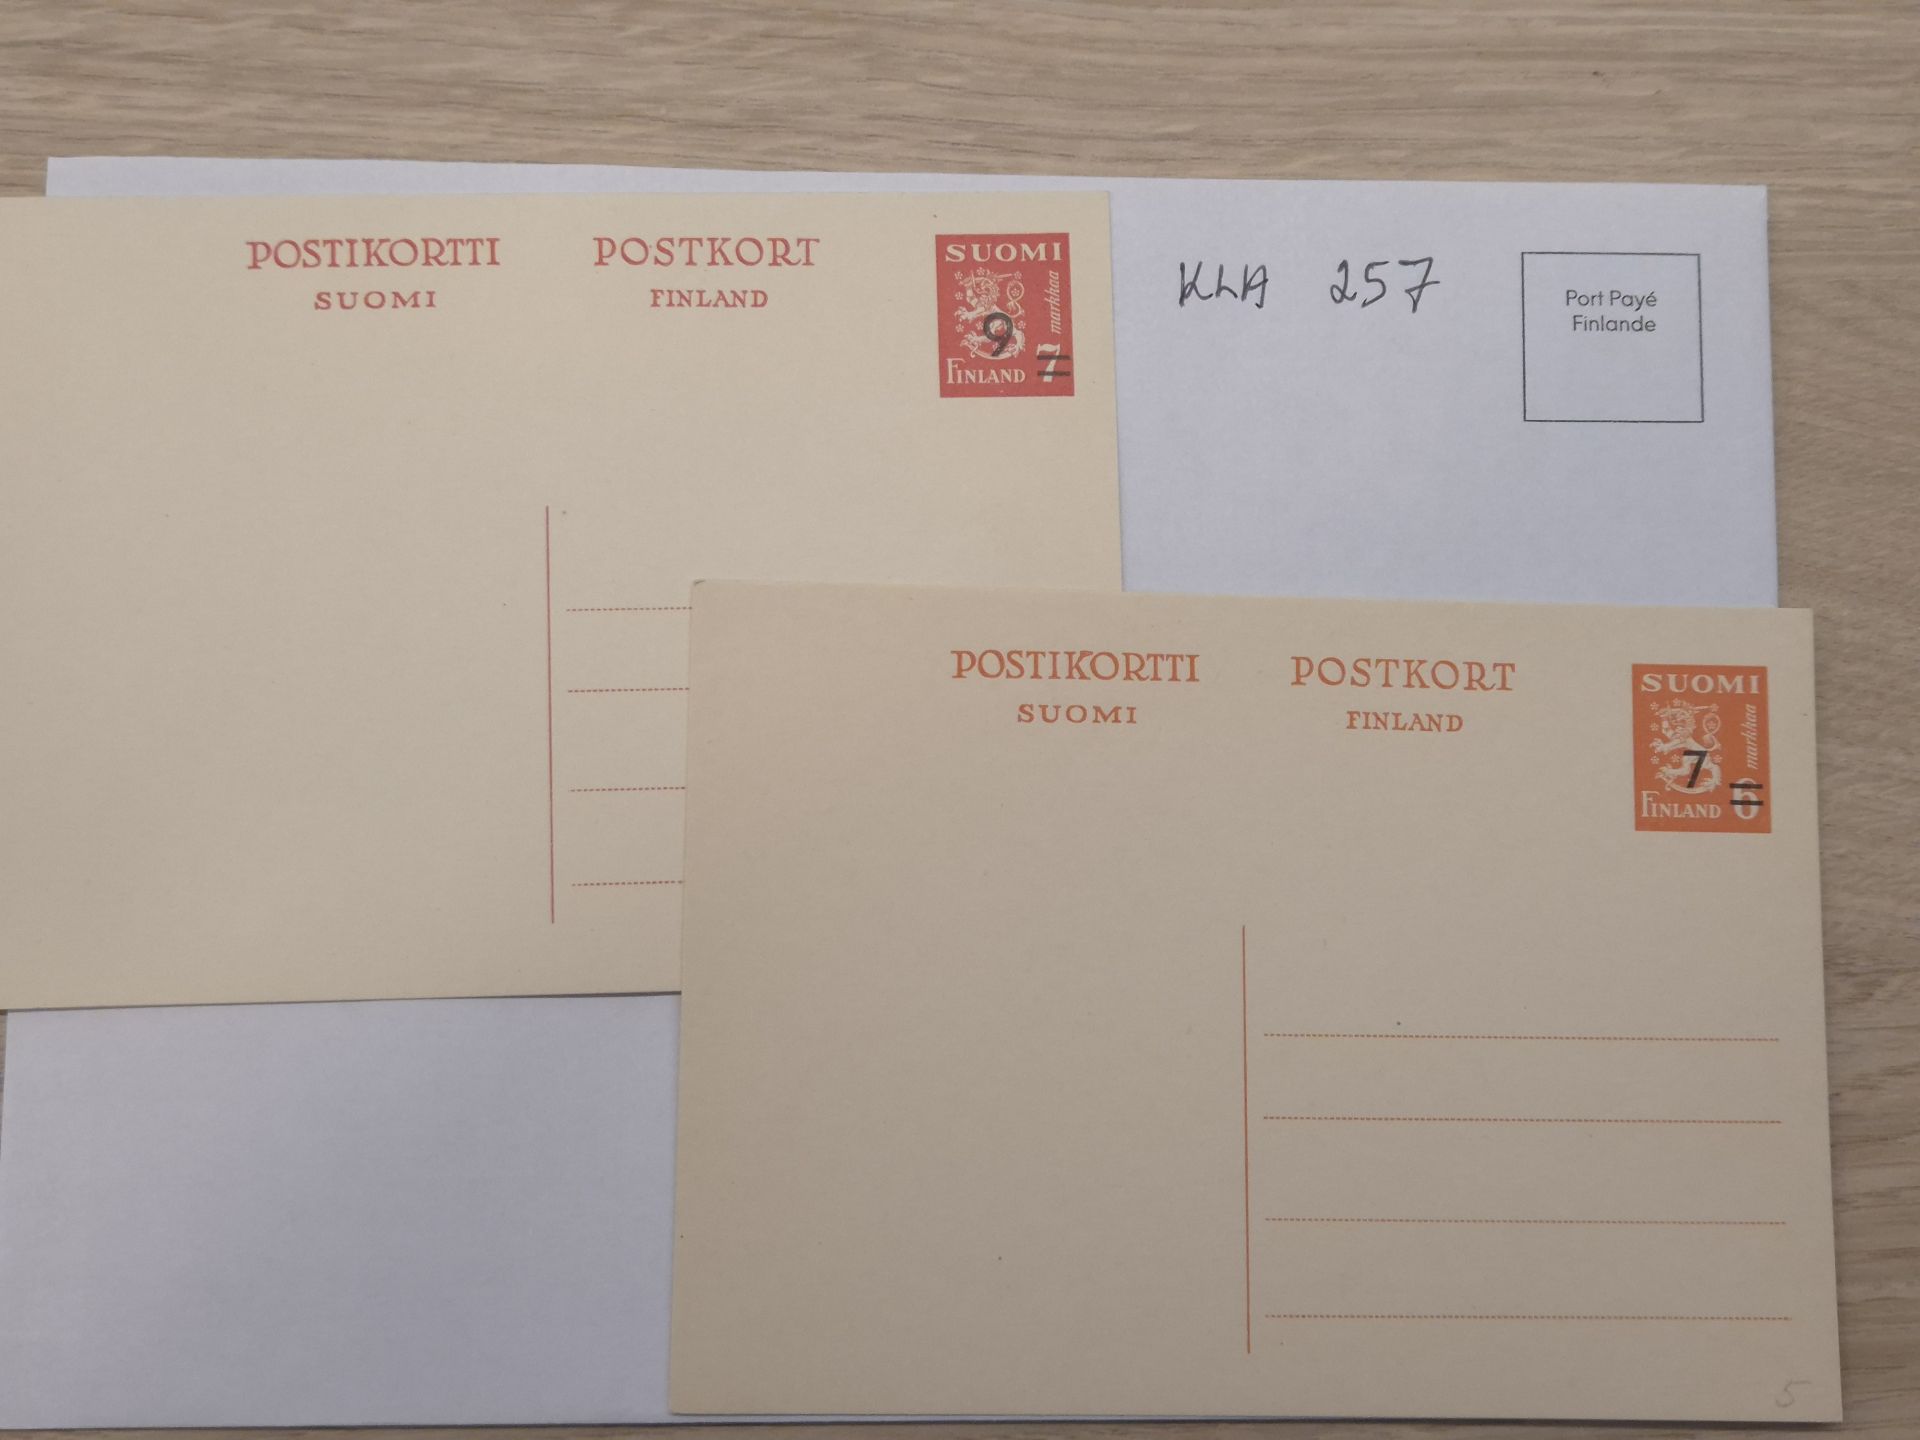 POSTIKORTTI
SUOMI
POSTKORT
FINLAND
SUOMI
markkaa
9
FINLAND 7
KLA 257
Port Payé
Finlande
POSTIKORTTI
SUOMI
POSTKORT
FINLAND
SUOMI
markkaa
7
FINLAND 6
5